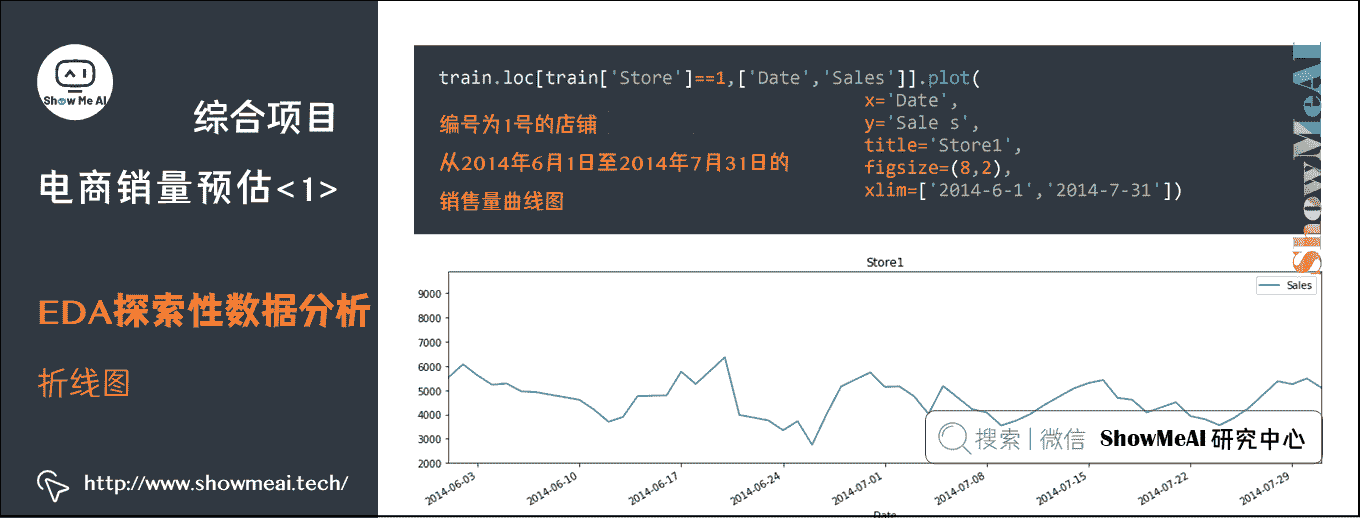 Show Me AI
综合项目
电商销量预估<1>
EDA探索性数据分析
折线图
http://www.showmeai.tech/
train.loc[train['Store']==1,['Date','Sales']].plot(
x='Date',
y='Sale s',
title='Store1',
figsize=(8,2),
xlim=['2014-6-1','2014-7-31'])
编号为1号的店铺
从2014年6月1日至2014年7月31日的
销售量曲线图
ShowMeAI
Store1
Sales
9000
8000
7000
6000
5000
4000
3000
2000
2014-06-03
2014-06-10
2014-06-17
2014-06-24
2014-07-01
2014-07-08
2014-07-15
2014-07-22
2014-07-29
Date
搜索|微信 ShowMeAI 研究中心